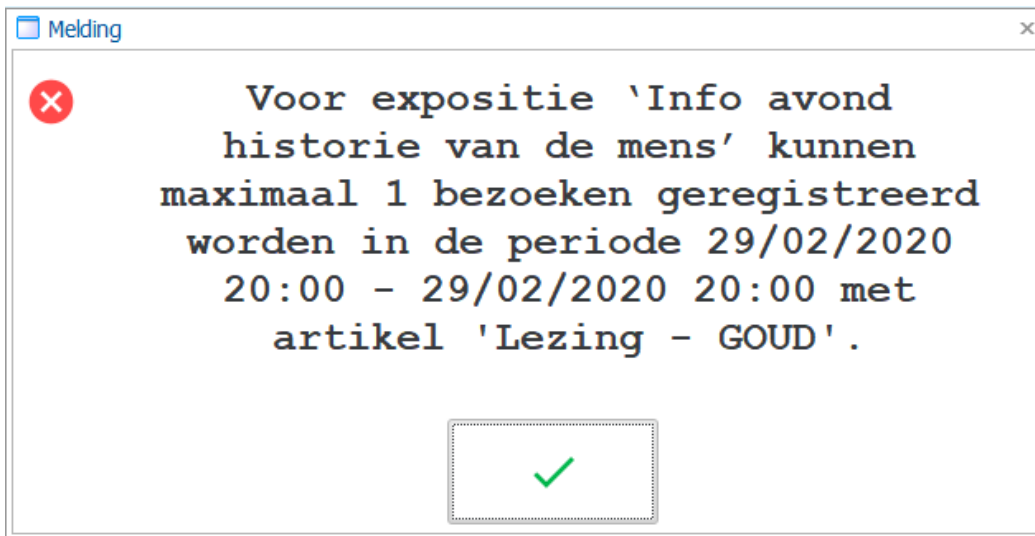 Melding
Voor expositie ‘Info avond
historie van de mens’ kunnen
maximaal 1 bezoeken geregistreerd
worden in de periode 29/02/2020
20:00 - 29/02/2020 20:00 met
artikel 'Lezing - GOUD'.